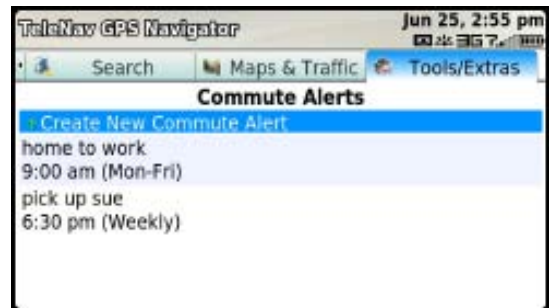 TeleNav GPS Navigator
Jun 25, 2:55 pm
3G
Search
Maps & Traffic
Tools/Extras
Commute Alerts
+ Create New Commute Alert
home to work
9:00 am (Mon-Fri)
pick up sue
6:30 pm (Weekly)